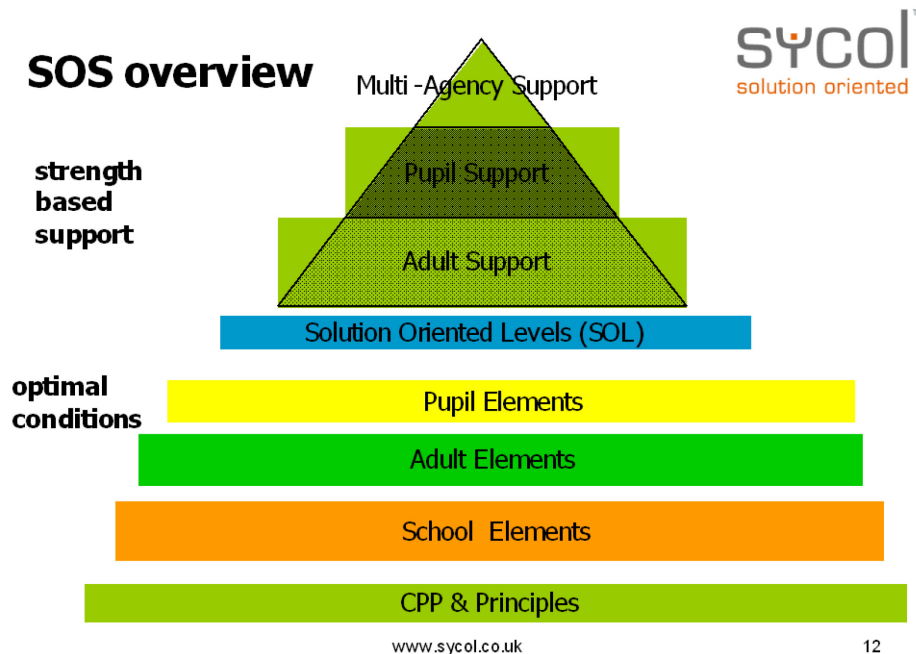 SOS overview
sycol
TM
solution oriented
Multi -Agency Support
strength
based
support
Pupil Support
Adult Support
Solution Oriented Levels (SOL)
optimal
conditions
Pupil Elements
Adult Elements
School Elements
CPP & Principles
www.sycol.co.uk
12